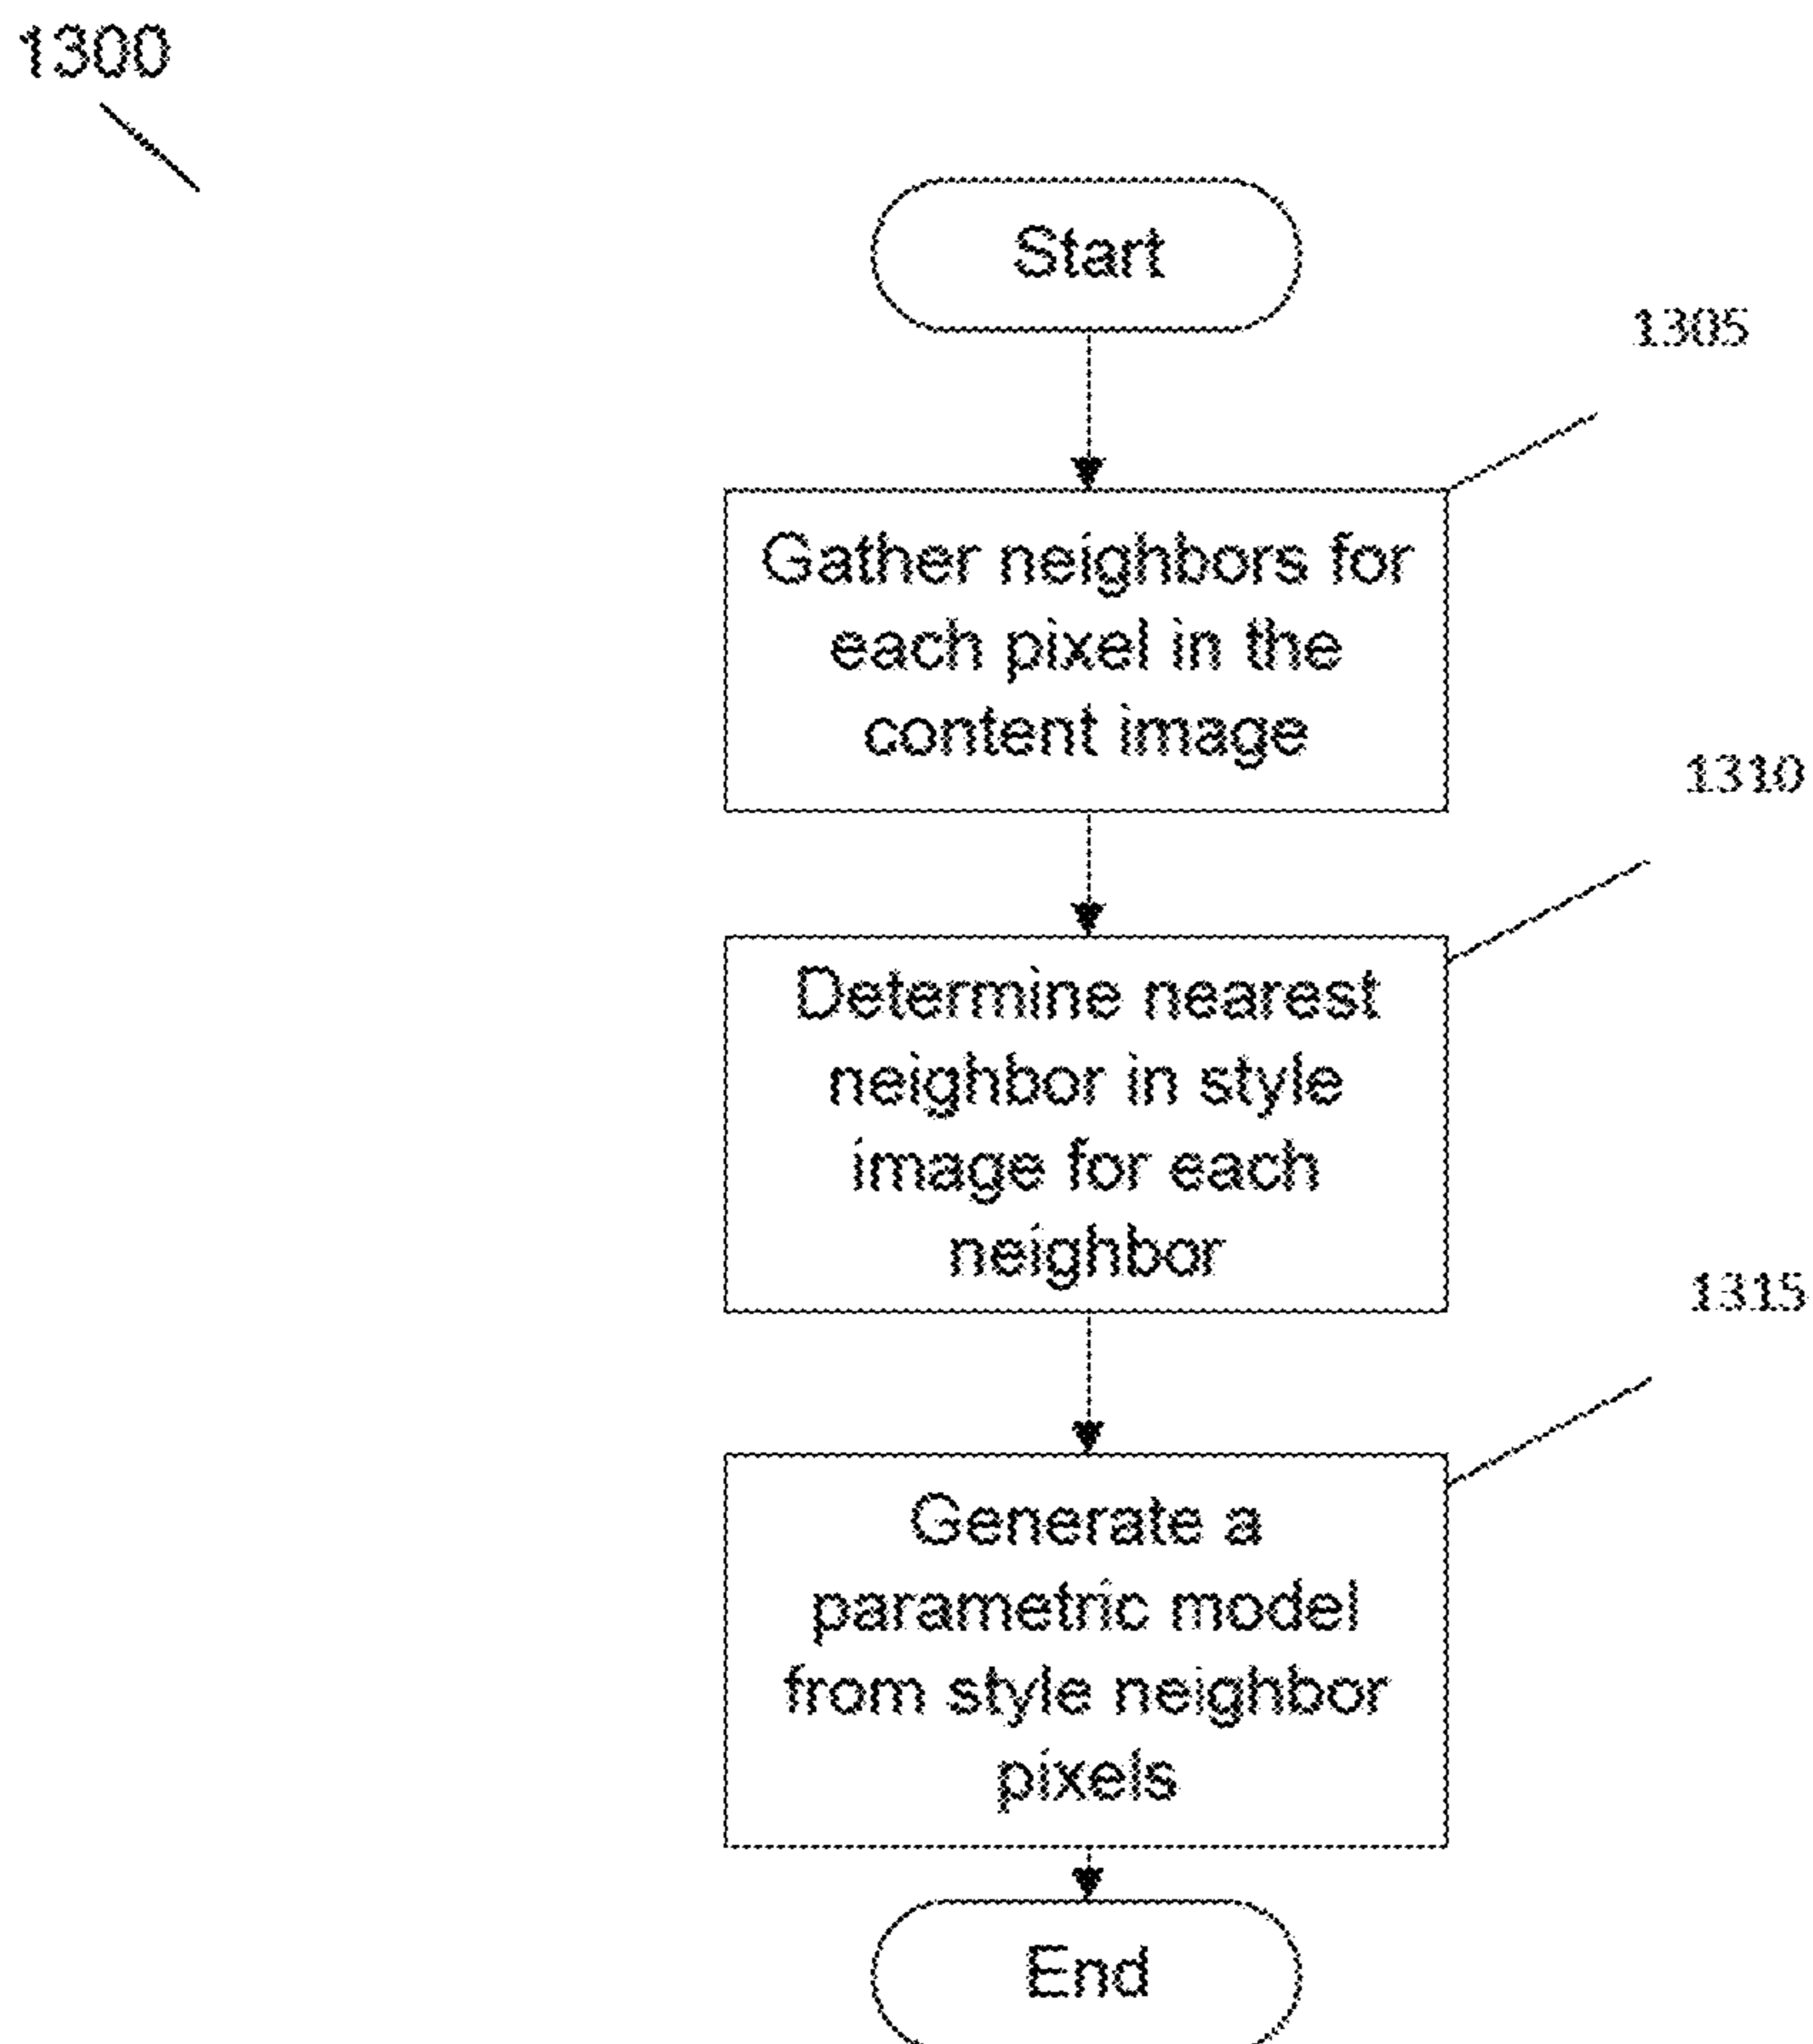 1300
Start
1305
Gather neighbors for
each pixel in the
content image
1310
Determine nearest
neighbor in style
image for each
neighbor
1315
Generate a
parametric model
from style neighbor
pixels
End